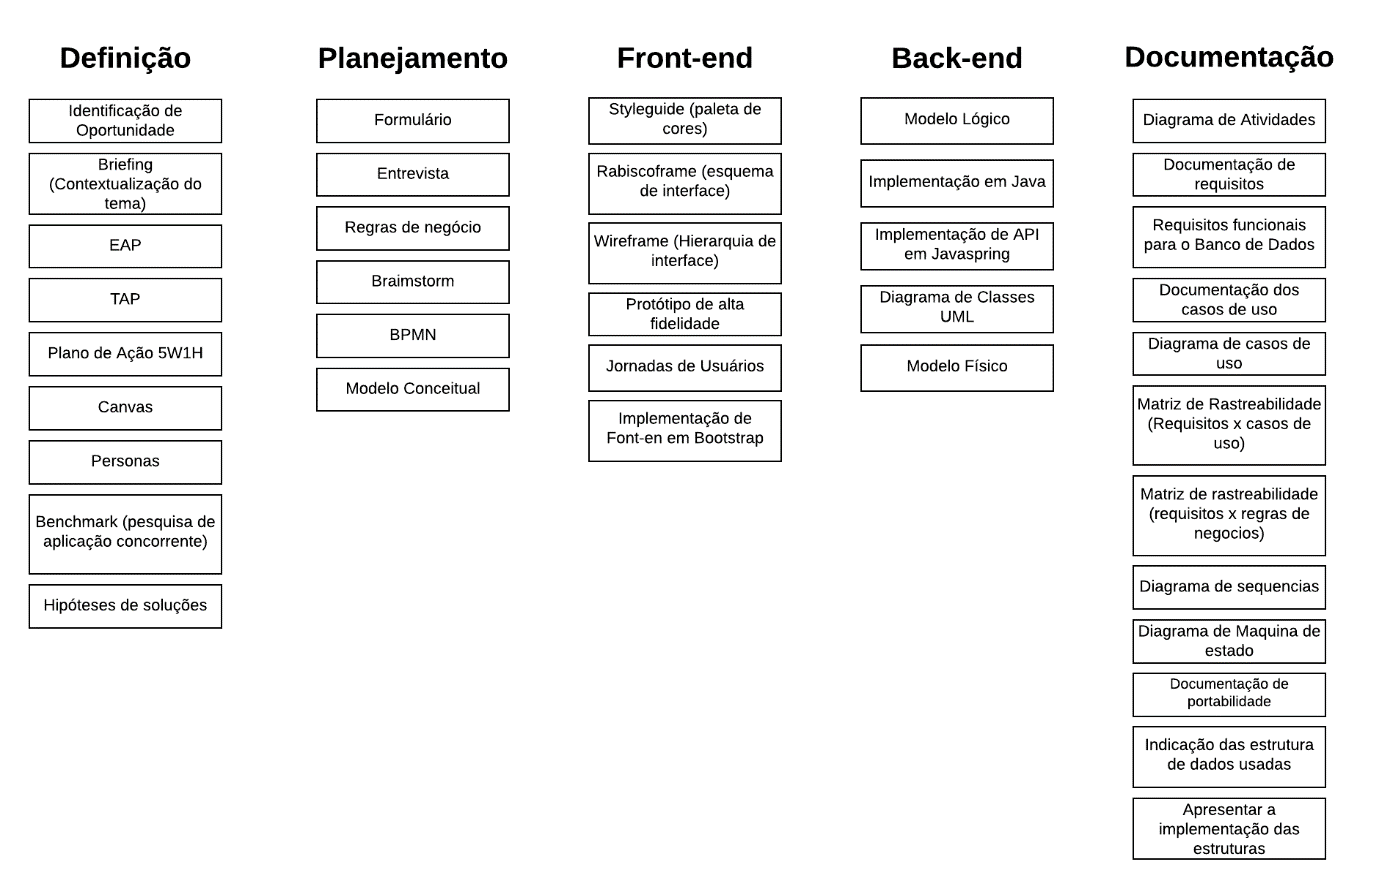 Definição
Identificação de
Oportunidade
Briefing
(Contextualização do
tema)
EAP
TAP
Plano de Ação 5W1H
Canvas
Personas
Benchmark (pesquisa de
aplicação concorrente)
Hipóteses de soluções
Planejamento
Formulário
Entrevista
Regras de negócio
Braimstorm
BPMN
Modelo Conceitual
Front-end
Styleguide (paleta de
cores)
Rabiscoframe (esquema
de interface)
Wireframe (Hierarquia de
interface)
Protótipo de alta
fidelidade
Jornadas de Usuários
Implementação de
Font-en em Bootstrap
Back-end
Modelo Lógico
Implementação em Java
Implementação de API
em Javaspring
Diagrama de Classes
UML
Modelo Físico
Documentação
Diagrama de Atividades
Documentação de
requisitos
Requisitos funcionais
para o Banco de Dados
Documentação dos
casos de uso
Diagrama de casos de
uso
Matriz de Rastreabilidade
(Requisitos x casos de
uso)
Matriz de rastreabilidade
(requisitos x regras de
negocios)
Diagrama de sequencias
Diagrama de Maquina de
estado
Documentação de
portabilidade
Indicação das estrutura
de dados usadas
Apresentar a
implementação das
estruturas